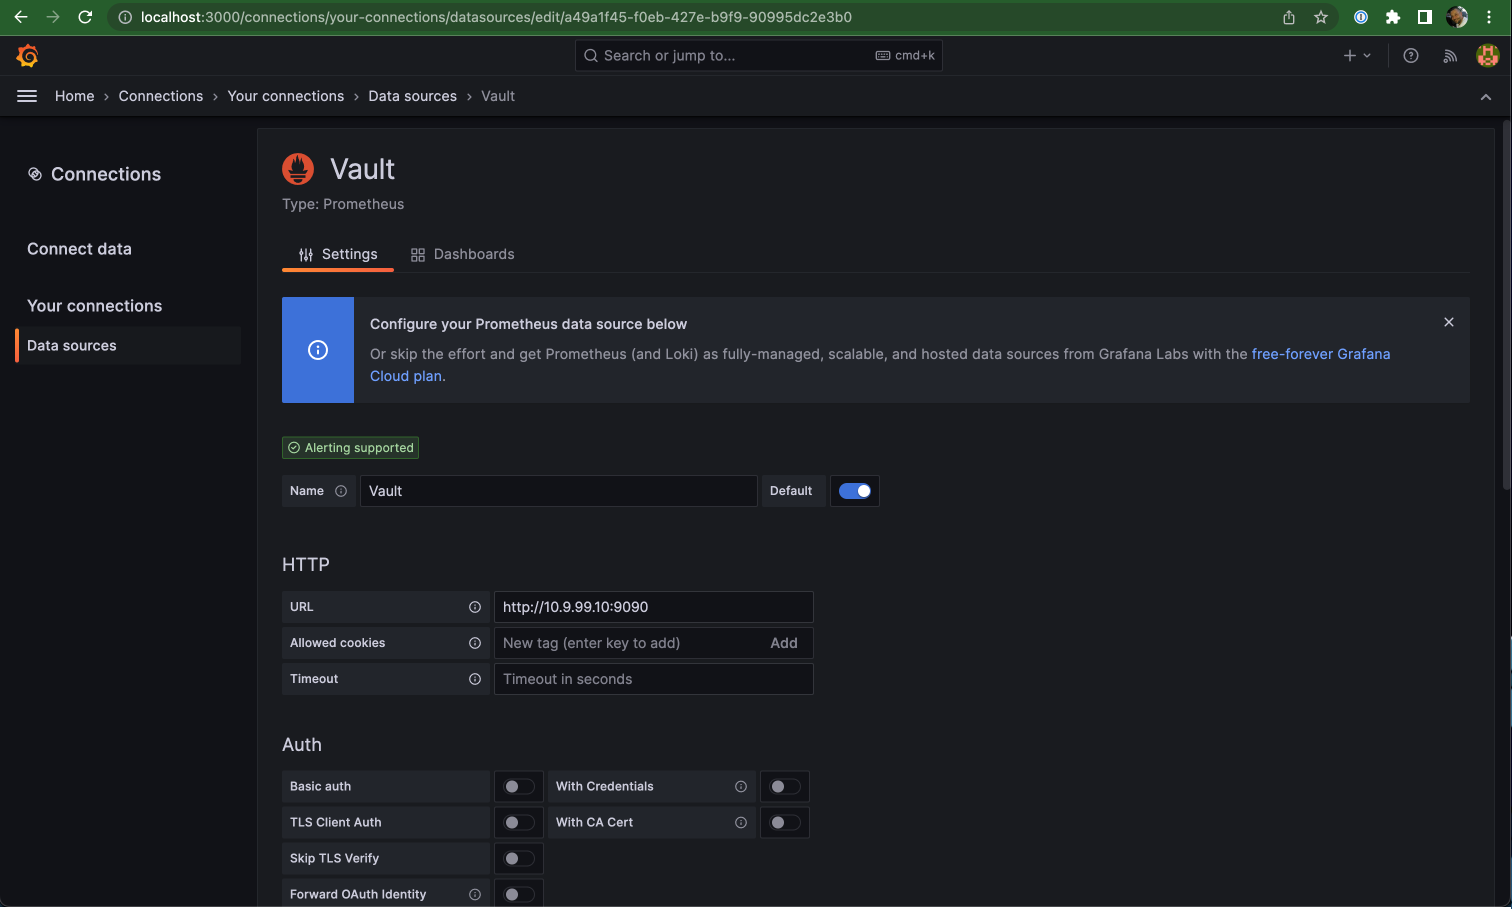 localhost:3000/connections/your-connections/datasources/edit/a49a1f45-f0eb-427e-b9f9-90995dc2e3b0
Search or jump to... cmd+k
Home › Connections › Your connections › Data sources › Vault
Connections
Connect data
Your connections
Data sources
Vault
Type: Prometheus
Settings Dashboards
Configure your Prometheus data source below
Or skip the effort and get Prometheus (and Loki) as fully-managed, scalable, and hosted data sources from Grafana Labs with the free-forever Grafana
Cloud plan.
Alerting supported
Name Vault Default
HTTP
URL http://10.9.99.10:9090
Allowed cookies New tag (enter key to add) Add
Timeout Timeout in seconds
Auth
Basic auth With Credentials
TLS Client Auth With CA Cert
Skip TLS Verify
Forward OAuth Identity